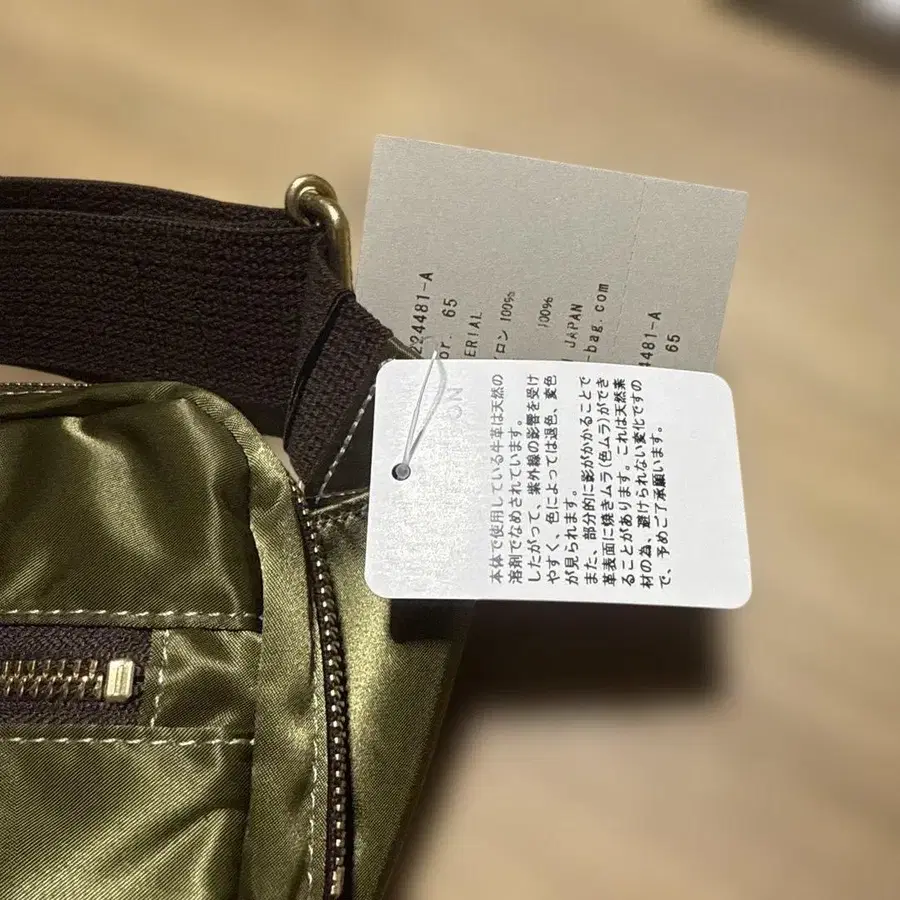 224481-A
or. 65
ERIAL
ロン 100%
100%
JAPAN
-bag.com
4481-A
65
ON
本体で使用している牛革は天然の
溶剤でなめされています。
したがって、紫外線の影響を受け
やすく、色によっては退色、変色
が見られます。
また、部分的に影がかかることで
革表面に焼きムラ(色ムラ)ができ
ることがあります。これは天然素
材の為、避けられない変化ですの
で、予めご了承願います。